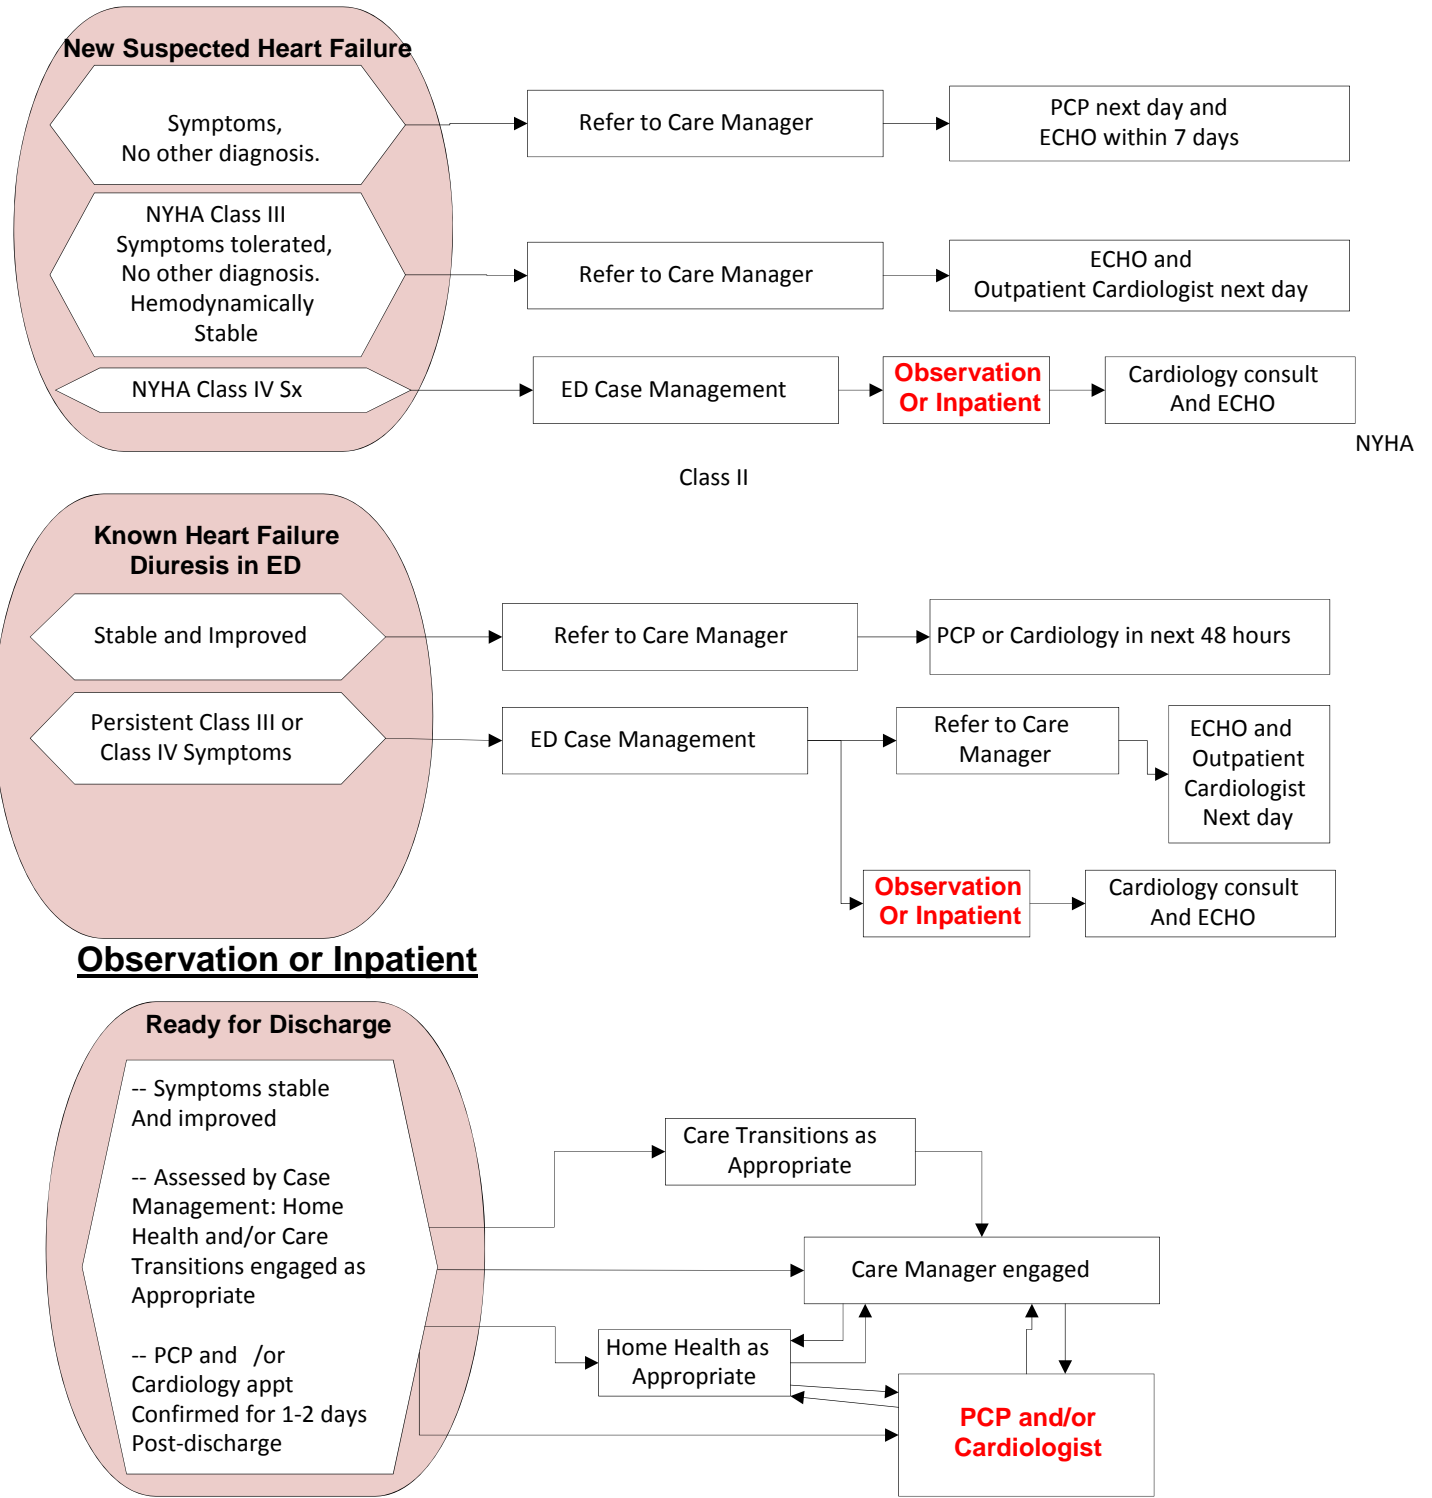 New Suspected Heart Failure
Symptoms,
No other diagnosis.
Refer to Care Manager
PCP next day and
ECHO within 7 days
NYHA Class III
Symptoms tolerated,
No other diagnosis.
Hemodynamically
Stable
Refer to Care Manager
ECHO and
Outpatient Cardiologist next day
NYHA Class IV Sx
ED Case Management
Observation
Or Inpatient
Cardiology consult
And ECHO
NYHA
Class II
Known Heart Failure
Diuresis in ED
Stable and Improved
Refer to Care Manager
PCP or Cardiology in next 48 hours
Persistent Class III or
Class IV Symptoms
ED Case Management
Refer to Care
Manager
ECHO and
Outpatient
Cardiologist
Next day
Observation
Or Inpatient
Cardiology consult
And ECHO
Observation or Inpatient
Ready for Discharge
-- Symptoms stable
And improved
-- Assessed by Case
Management: Home
Health and/or Care
Transitions engaged as
Appropriate
-- PCP and /or
Cardiology appt
Confirmed for 1-2 days
Post-discharge
Care Transitions as
Appropriate
Care Manager engaged
Home Health as
Appropriate
PCP and/or
Cardiologist